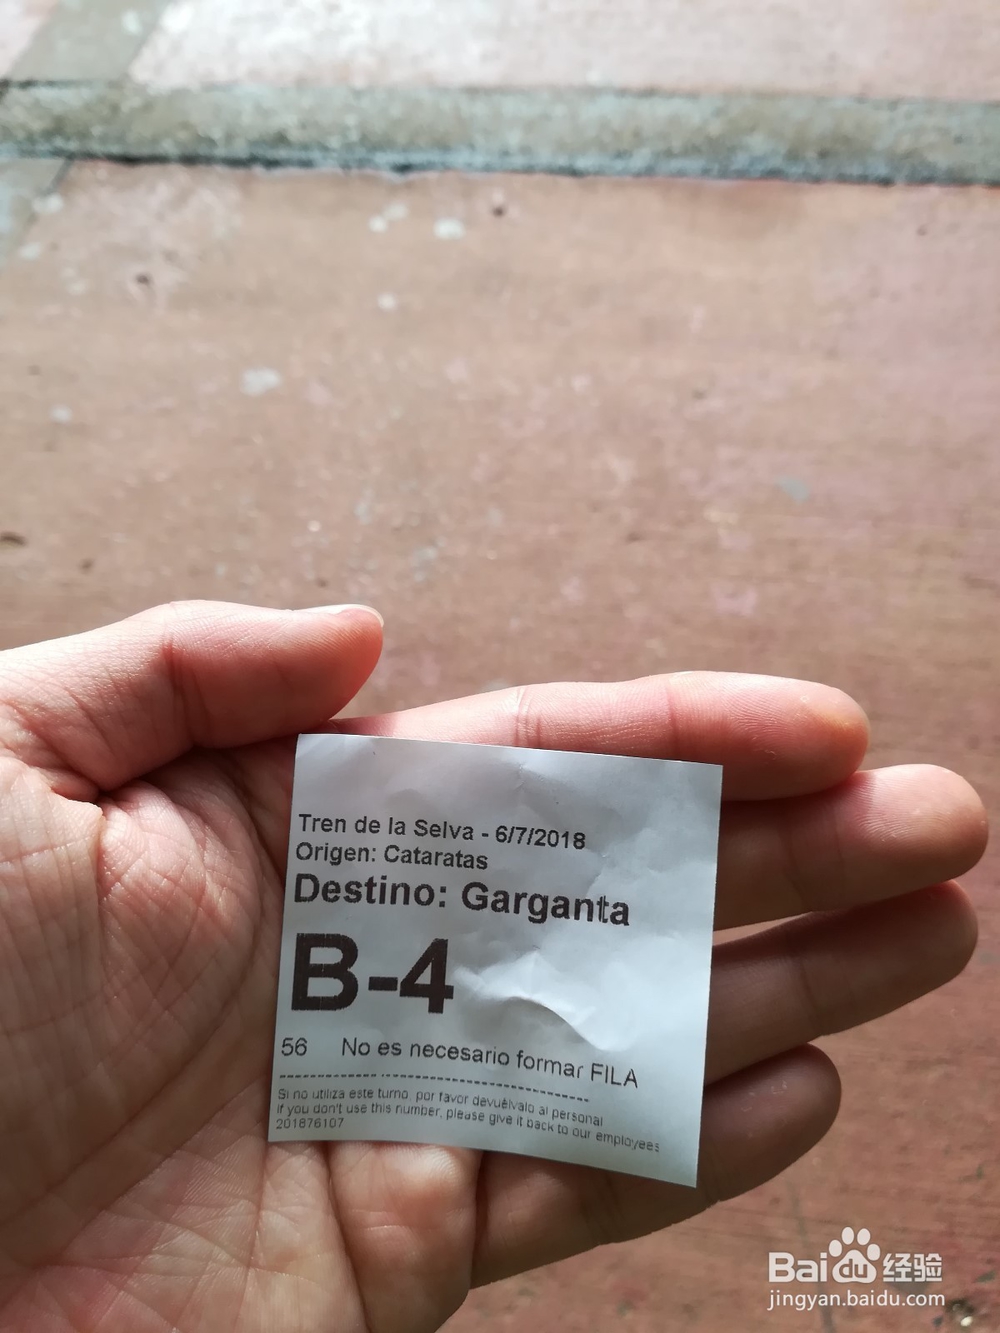 Tren de la Selva - 6/7/2018
Origen: Cataratas
Destino: Garganta
B-4
56 No es necesario formar FILA
Si no utiliza este turno, por favor devuélvalo al personal
if you don't use this number, please give it back to our employees
201876107
Baidu 经验
jingyan.baidu.com